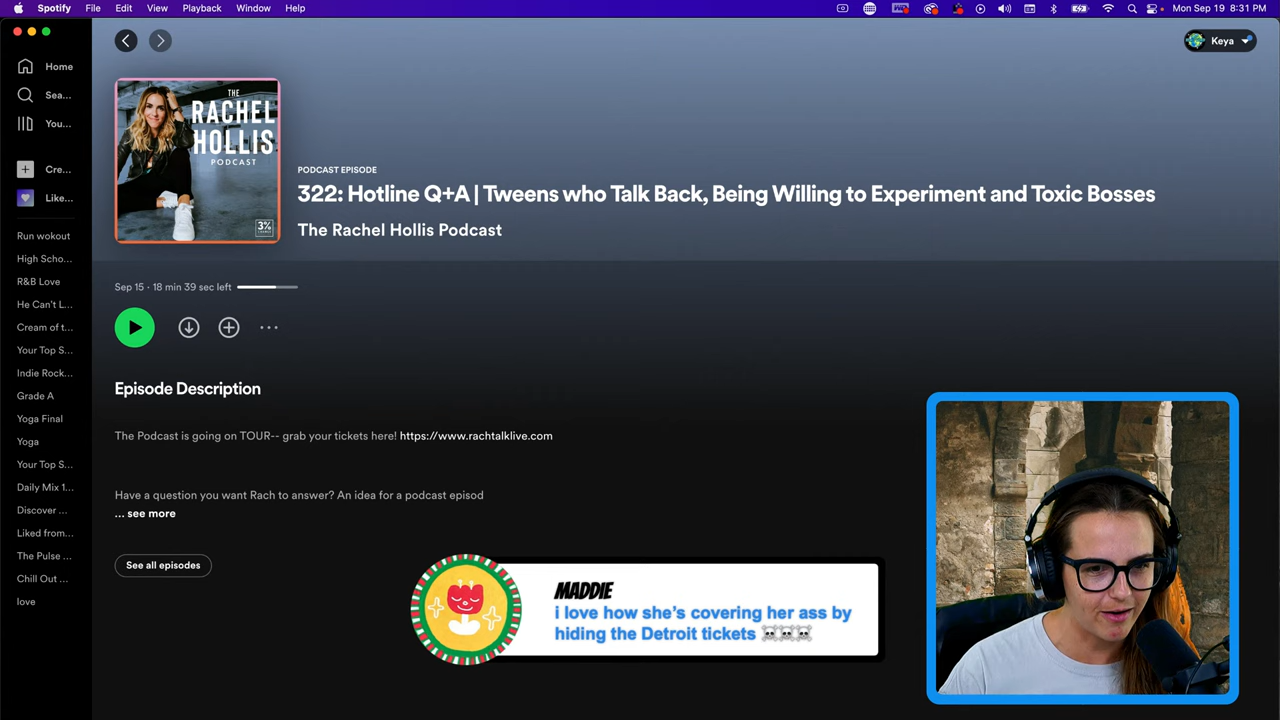 Spotify File Edit View Playback Window Help Mon Sep 19 8:31 PM
Home
Sea...
You...
Cre...
Like...
Run wokout
High Scho...
R&B Love
He Can't L...
Cream of t...
Your Top S...
Indie Rock...
Grade A
Yoga Final
Yoga
Your Top S...
Daily Mix 1...
Discover ...
Liked from...
The Pulse ...
Chill Out ...
love
Keya
THE
RACHEL
HOLLIS
PODCAST
3%
PODCAST EPISODE
322: Hotline Q+A | Tweens who Talk Back, Being Willing to Experiment and Toxic Bosses
The Rachel Hollis Podcast
Sep 15 · 18 min 39 sec left
Episode Description
The Podcast is going on TOUR-- grab your tickets here! https://www.rachtalklive.com
Have a question you want Rach to answer? An idea for a podcast episod
... see more
See all episodes
MADDIE
i love how she's covering her ass by
hiding the Detroit tickets ☠️☠️☠️